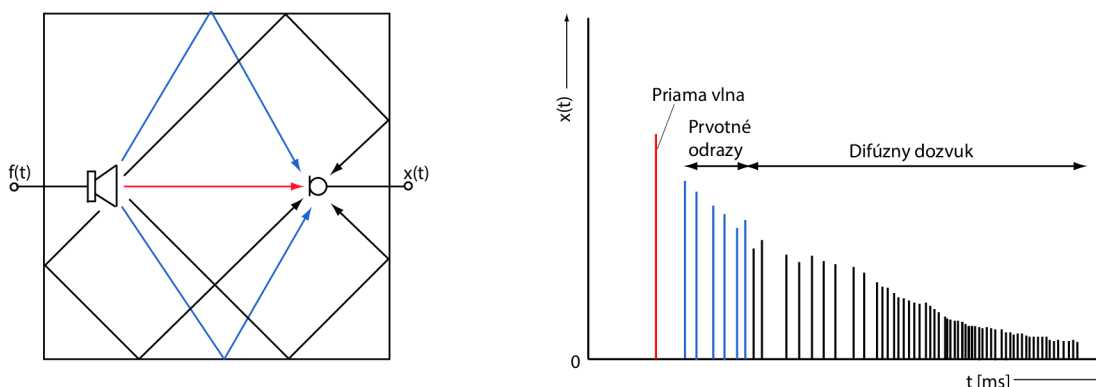 f(t)
x(t)
x(t)
Priama vlna
Prvotné
odrazy
Difúzny dozvuk
0
t [ms]